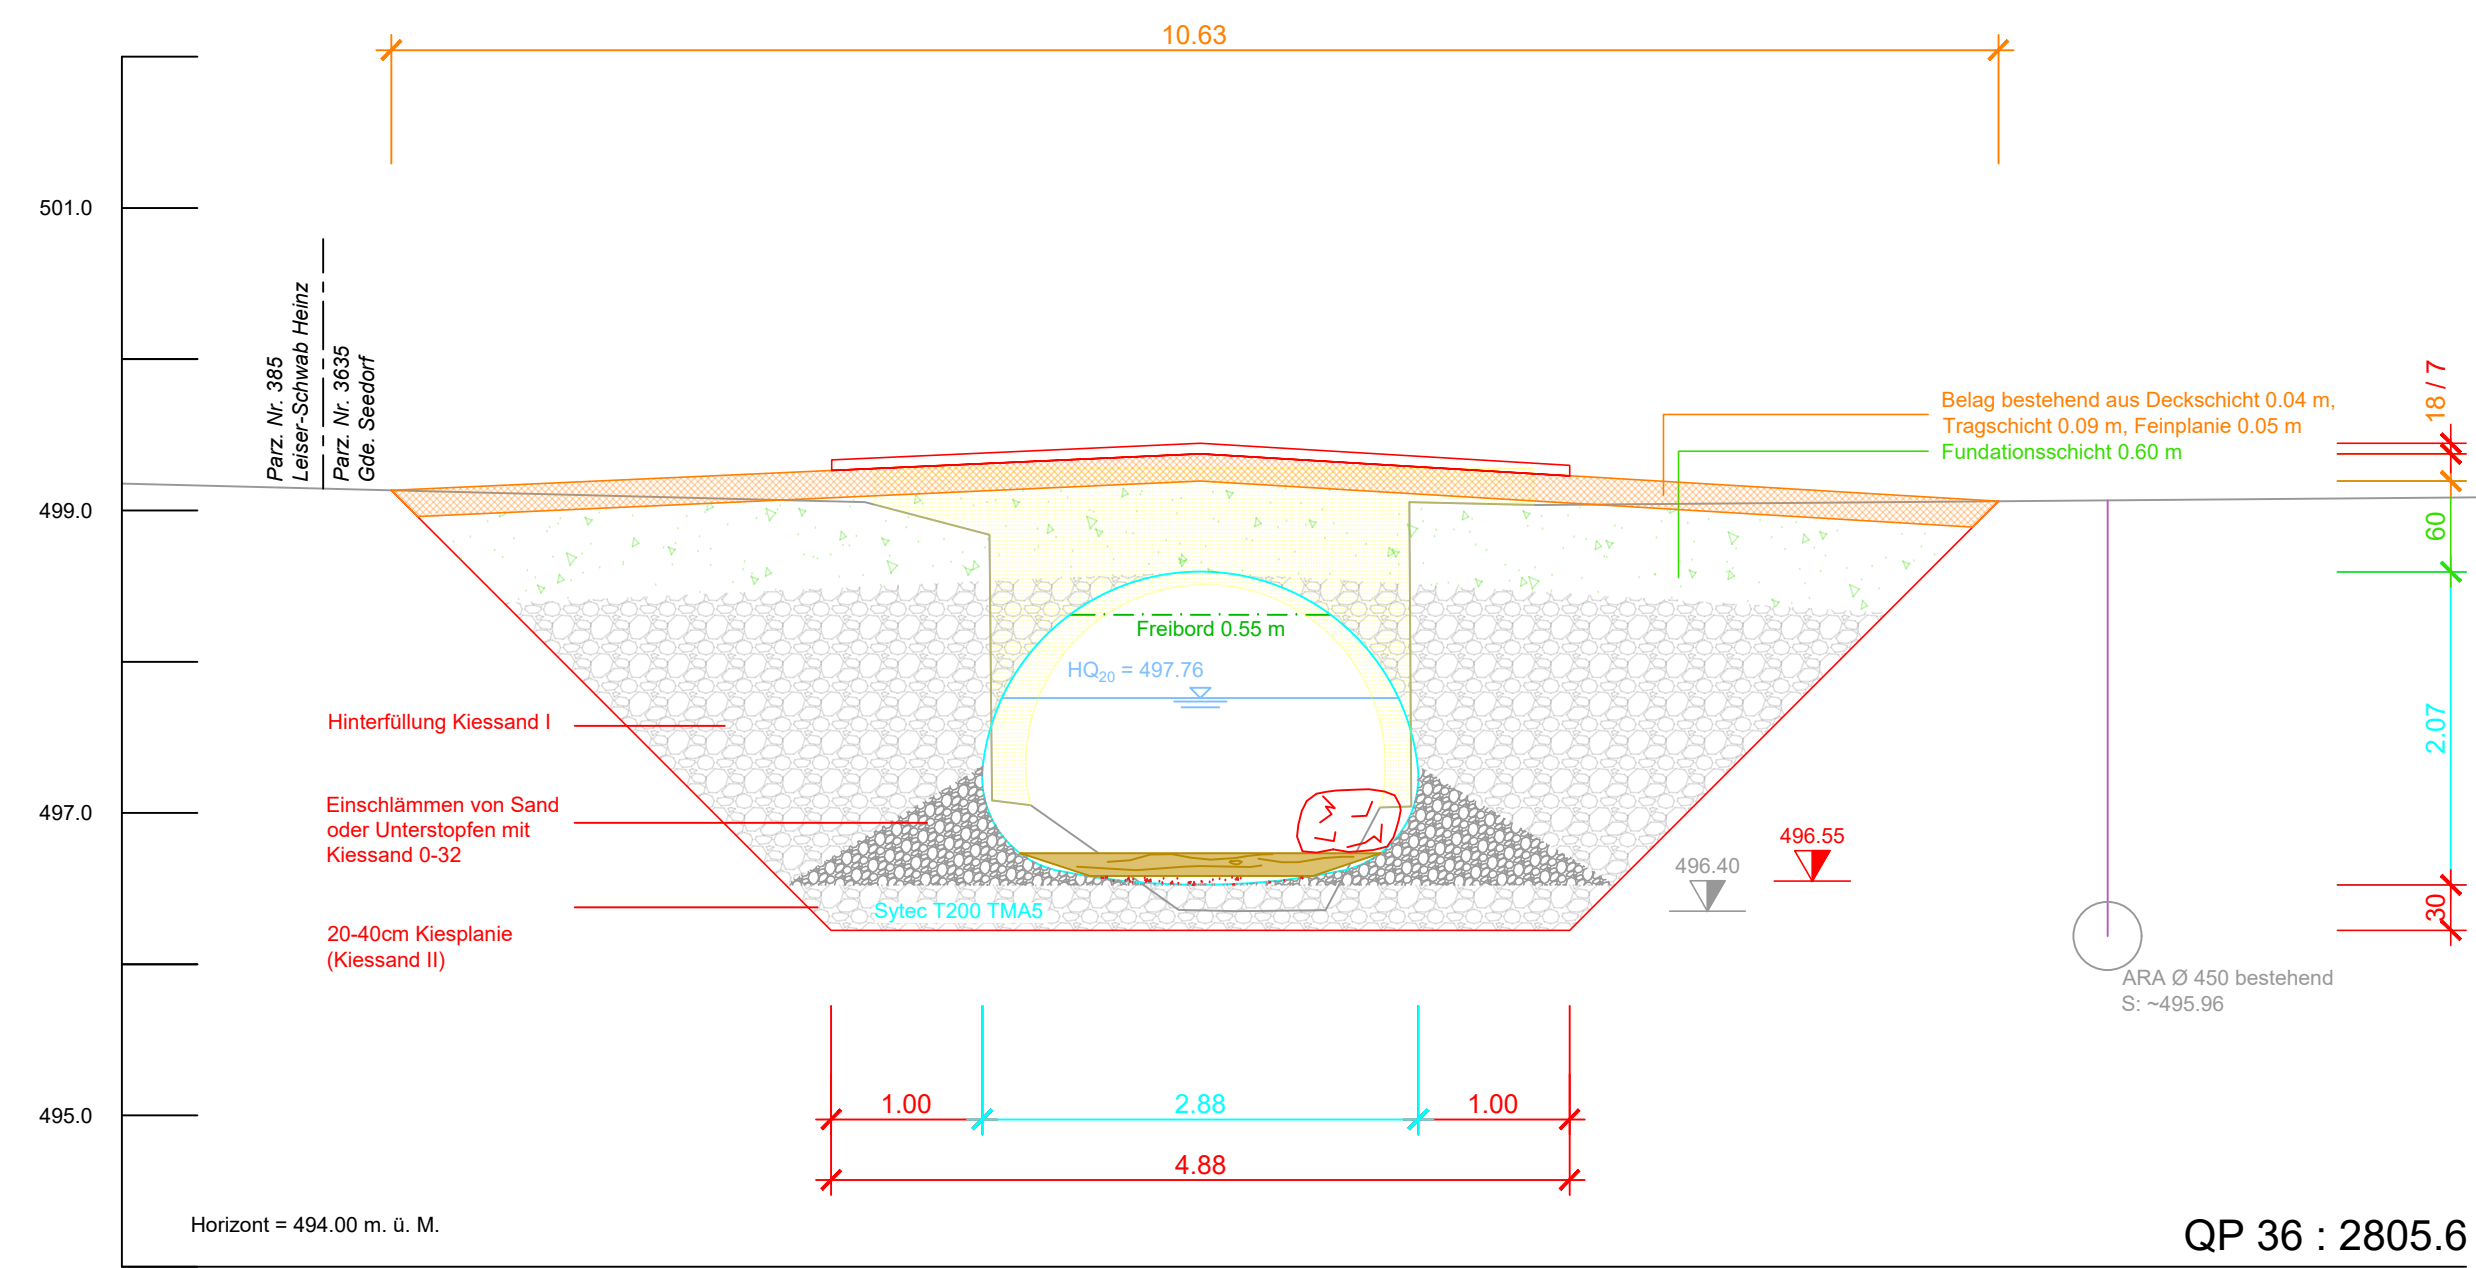 10.63
501.0
Parz. Nr. 385
Leiser-Schwab Heinz
Parz. Nr. 3635
Gde. Seedorf
18 / 7
Belag bestehend aus Deckschicht 0.04 m,
Tragschicht 0.09 m, Feinplanie 0.05 m
Fundationsschicht 0.60 m
499.0
60
Freibord 0.55 m
HQ20 = 497.76
Hinterfüllung Kiessand I
2.07
Einschlämmen von Sand
oder Unterstopfen mit
Kiessand 0-32
497.0
496.55
496.40
Sytec T200 TMA5
30
20-40cm Kiesplanie
(Kiessand II)
ARA Ø 450 bestehend
S: ~495.96
495.0
1.00
2.88
1.00
4.88
Horizont = 494.00 m. ü. M.
QP 36 : 2805.6